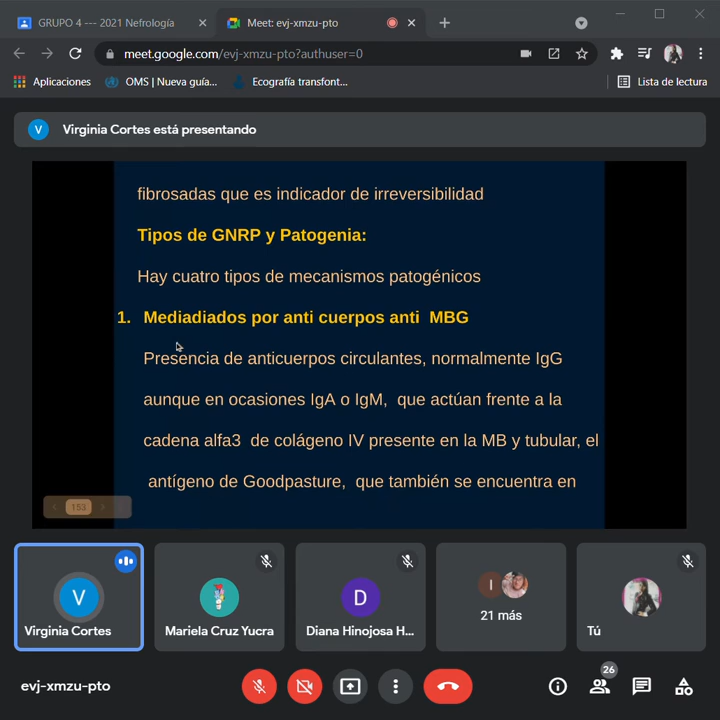 GRUPO 4 --- 2021 Nefrología
Meet: evj-xmzu-pto
meet.google.com/evj-xmzu-pto?authuser=0
Aplicaciones
OMS | Nueva guía...
Ecografía transfont...
Lista de lectura
V
Virginia Cortes está presentando
fibrosadas que es indicador de irreversibilidad
Tipos de GNRP y Patogenia:
Hay cuatro tipos de mecanismos patogénicos
1. Mediadiados por anti cuerpos anti MBG
Presencia de anticuerpos circulantes, normalmente IgG
aunque en ocasiones IgA o IgM, que actúan frente a la
cadena alfa3 de colágeno IV presente en la MB y tubular, el
antígeno de Goodpasture, que también se encuentra en
153
V
Virginia Cortes
Mariela Cruz Yucra
D
Diana Hinojosa H...
I
21 más
Tú
evj-xmzu-pto
26